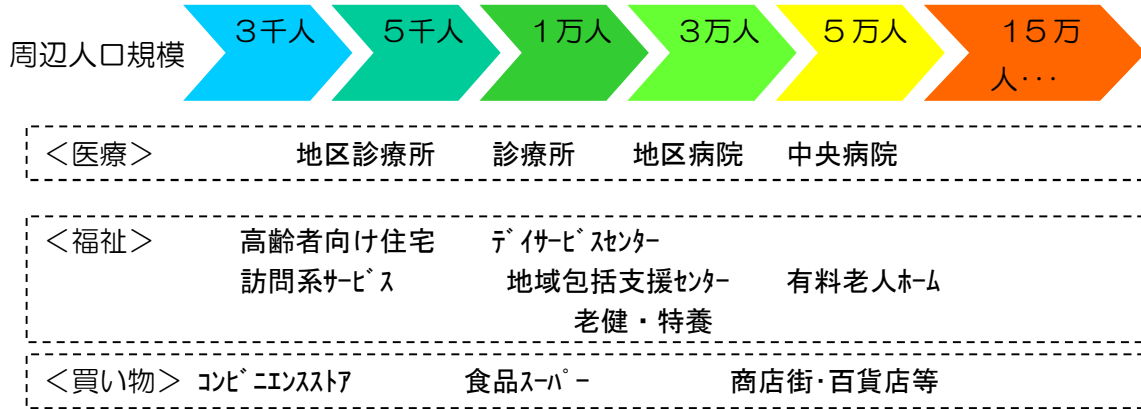 周辺人口規模 3千人 5千人 1万人 3万人 5万人 15万人･･･
＜医療＞ 地区診療所 診療所 地区病院 中央病院
＜福祉＞ 高齢者向け住宅 ﾃﾞｲｻｰﾋﾞｽｾﾝﾀｰ
訪問系ｻｰﾋﾞｽ 地域包括支援ｾﾝﾀｰ 有料老人ﾎｰﾑ
老健・特養
＜買い物＞ ｺﾝﾋﾞﾆｴﾝｽｽﾄｱ 食品ｽｰﾊﾟｰ 商店街･百貨店等